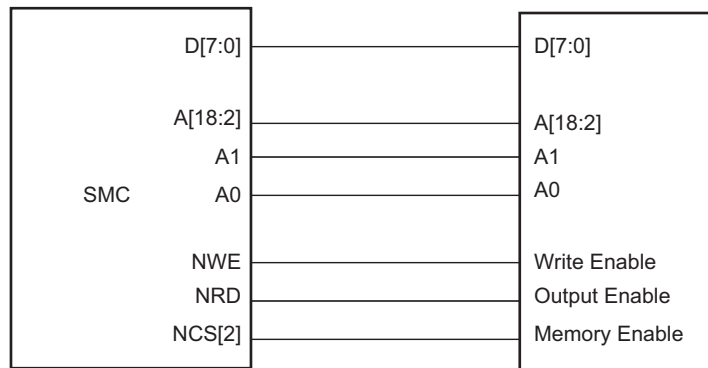 D[7:0] D[7:0]
A[18:2] A[18:2]
A1 A1
SMC A0 A0
NWE Write Enable
NRD Output Enable
NCS[2] Memory Enable